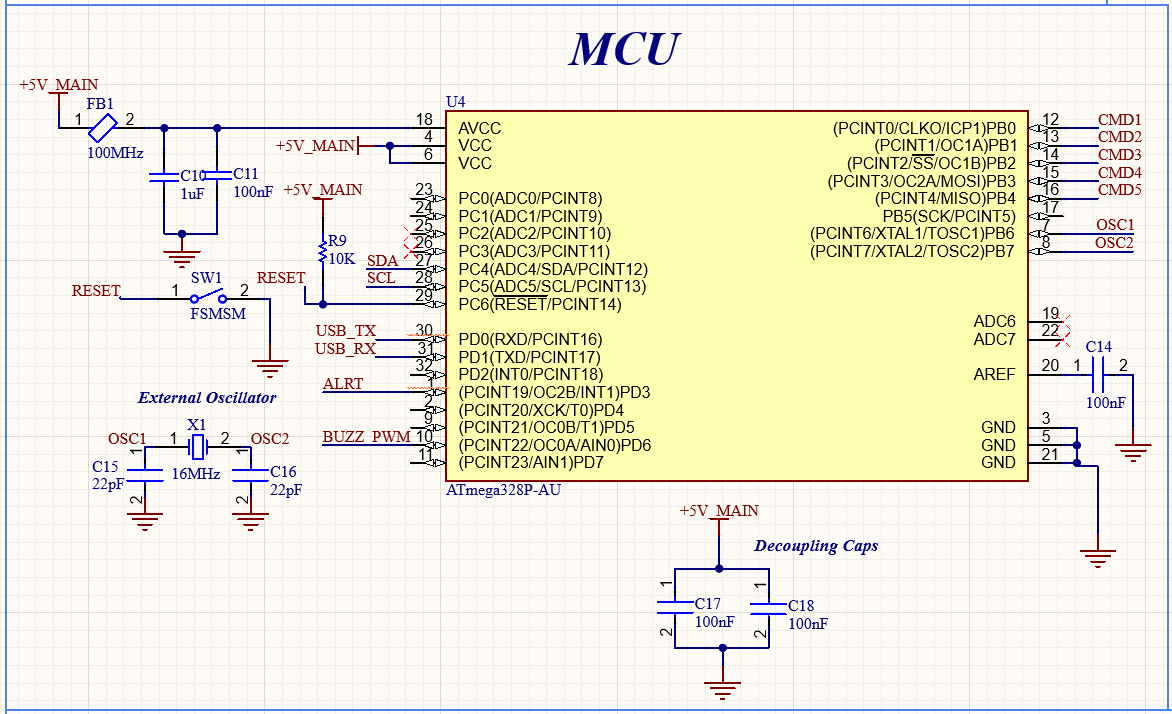 MCU
+5V_MAIN
FB1
1 2
100MHz
C10
1uF
C11
100nF
+5V_MAIN
+5V_MAIN
R9
10K
RESET
SDA
SCL
RESET
SW1
1 2
FSMSM
USB_TX
USB_RX
ALRT
BUZZ_PWM
External Oscillator
OSC1
X1
1 2
OSC2
16MHz
C15
22pF
1
2
C16
22pF
1
2
U4
18 AVCC
4 VCC
6 VCC
23 PC0(ADC0/PCINT8)
24 PC1(ADC1/PCINT9)
25 PC2(ADC2/PCINT10)
26 PC3(ADC3/PCINT11)
27 PC4(ADC4/SDA/PCINT12)
28 PC5(ADC5/SCL/PCINT13)
29 PC6(RESET/PCINT14)
30 PD0(RXD/PCINT16)
31 PD1(TXD/PCINT17)
32 PD2(INT0/PCINT18)
1 (PCINT19/OC2B/INT1)PD3
2 (PCINT20/XCK/T0)PD4
9 (PCINT21/OC0B/T1)PD5
10 (PCINT22/OC0A/AIN0)PD6
11 (PCINT23/AIN1)PD7
ATmega328P-AU
(PCINT0/CLKO/ICP1)PB0 12 CMD1
(PCINT1/OC1A)PB1 13 CMD2
(PCINT2/SS/OC1B)PB2 14 CMD3
(PCINT3/OC2A/MOSI)PB3 15 CMD4
(PCINT4/MISO)PB4 16 CMD5
PB5(SCK/PCINT5) 17
(PCINT6/XTAL1/TOSC1)PB6 7 OSC1
(PCINT7/XTAL2/TOSC2)PB7 8 OSC2
ADC6 19
ADC7 22
AREF 20
GND 3
GND 5
GND 21
C14
1 2
100nF
+5V_MAIN
Decoupling Caps
1
C17
100nF
2
1
C18
100nF
2